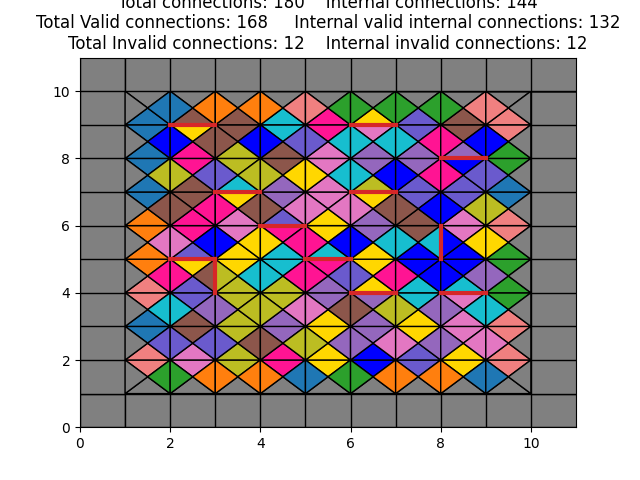 Total connections: 180    Internal connections: 144
Total Valid connections: 168    Internal valid internal connections: 132
Total Invalid connections: 12    Internal invalid connections: 12
10
8
6
4
2
0
0 2 4 6 8 10